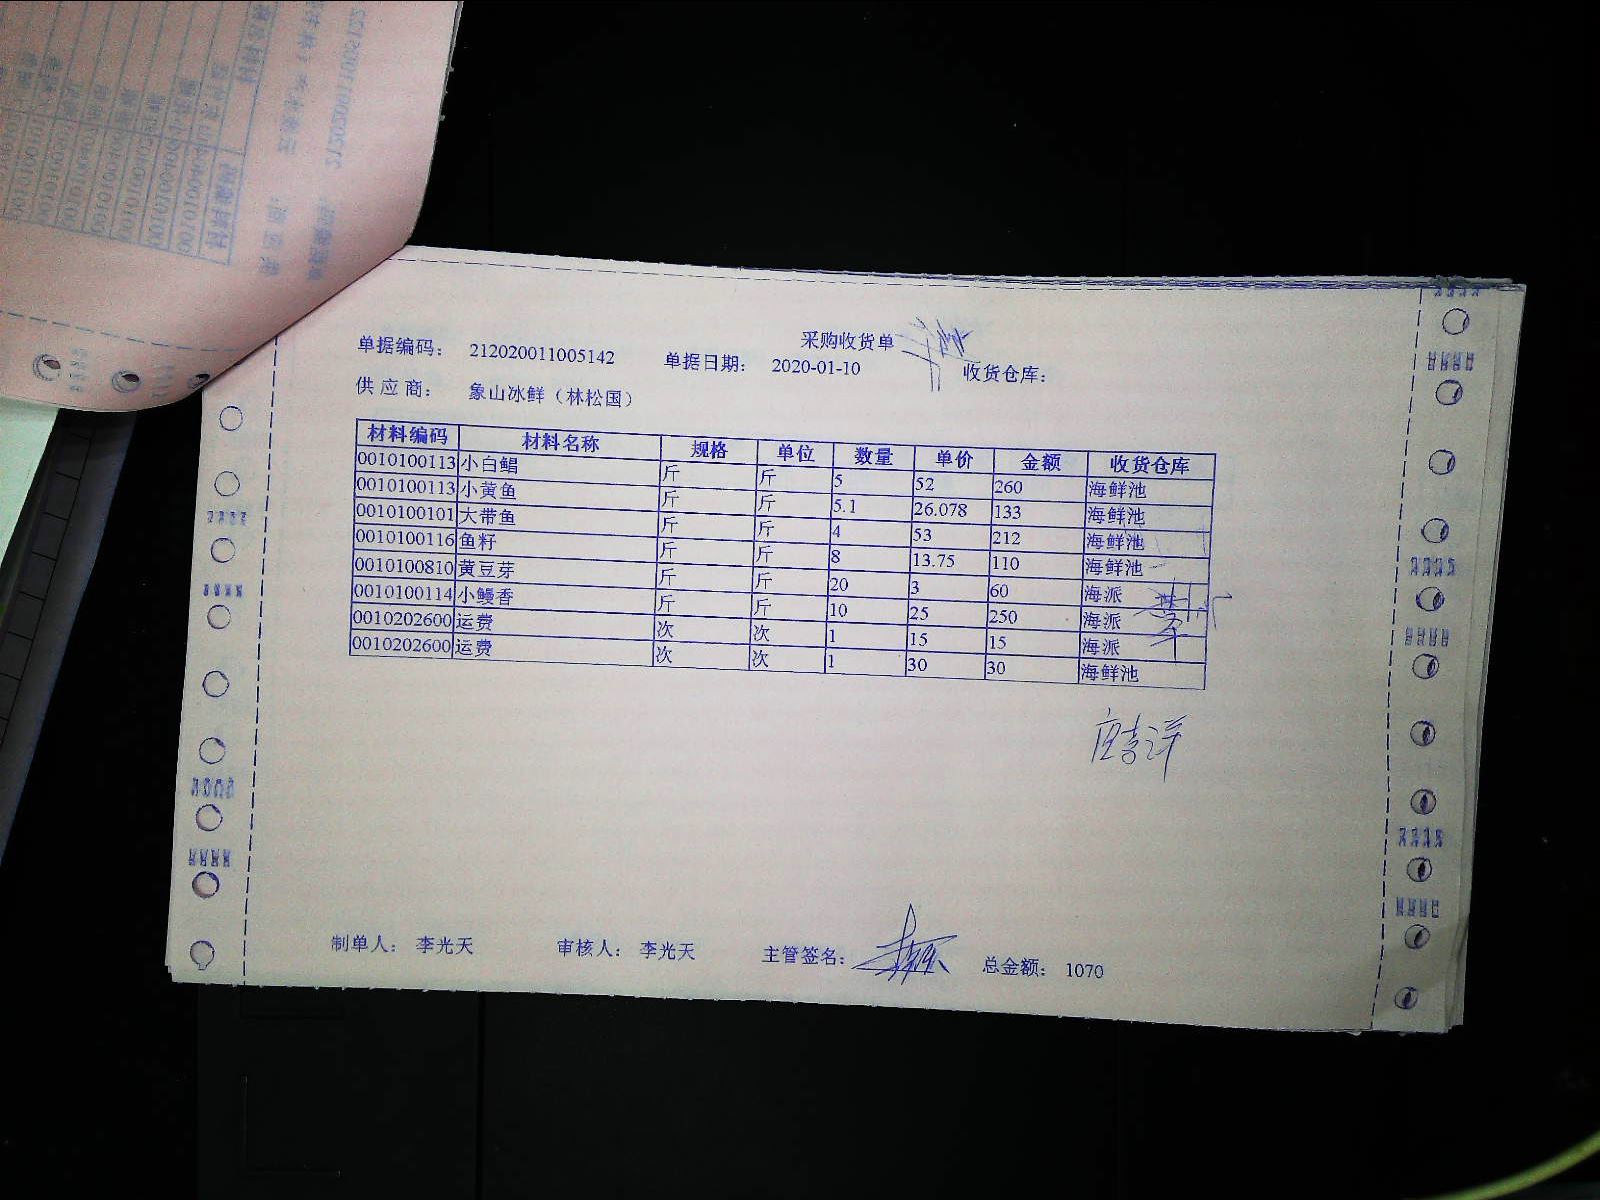 采购收货单
单据编码： 212020011005142 单据日期： 2020-01-10 收货仓库：
供 应 商： 象山冰鲜（林松国）
材料编码 材料名称 规格 单位 数量 单价 金额 收货仓库
0010100113 小白鲳 斤 斤 5 52 260 海鲜池
0010100113 小黄鱼 斤 斤 5.1 26.078 133 海鲜池
0010100101 大带鱼 斤 斤 4 53 212 海鲜池
0010100116 鱼籽 斤 斤 8 13.75 110 海鲜池
0010100810 黄豆芽 斤 斤 20 3 60 海派
0010100114 小鳗香 斤 斤 10 25 250 海派
0010202600 运费 次 次 1 15 15 海派
0010202600 运费 次 次 1 30 30 海鲜池
制单人： 李光天 审核人： 李光天 主管签名： 总金额： 1070